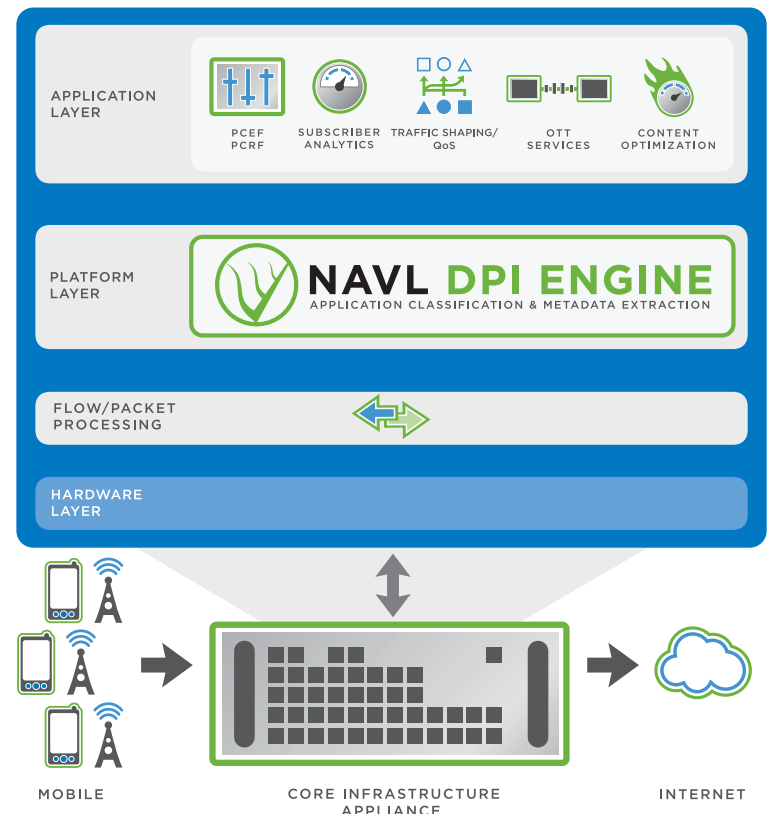 APPLICATION
LAYER
PCEF
PCRF
SUBSCRIBER
ANALYTICS
TRAFFIC SHAPING/
QoS
OTT
SERVICES
CONTENT
OPTIMIZATION
PLATFORM
LAYER
NAVL DPI ENGINE
APPLICATION CLASSIFICATION & METADATA EXTRACTION
FLOW/PACKET
PROCESSING
HARDWARE
LAYER
MOBILE
CORE INFRASTRUCTURE
APPLIANCE
INTERNET